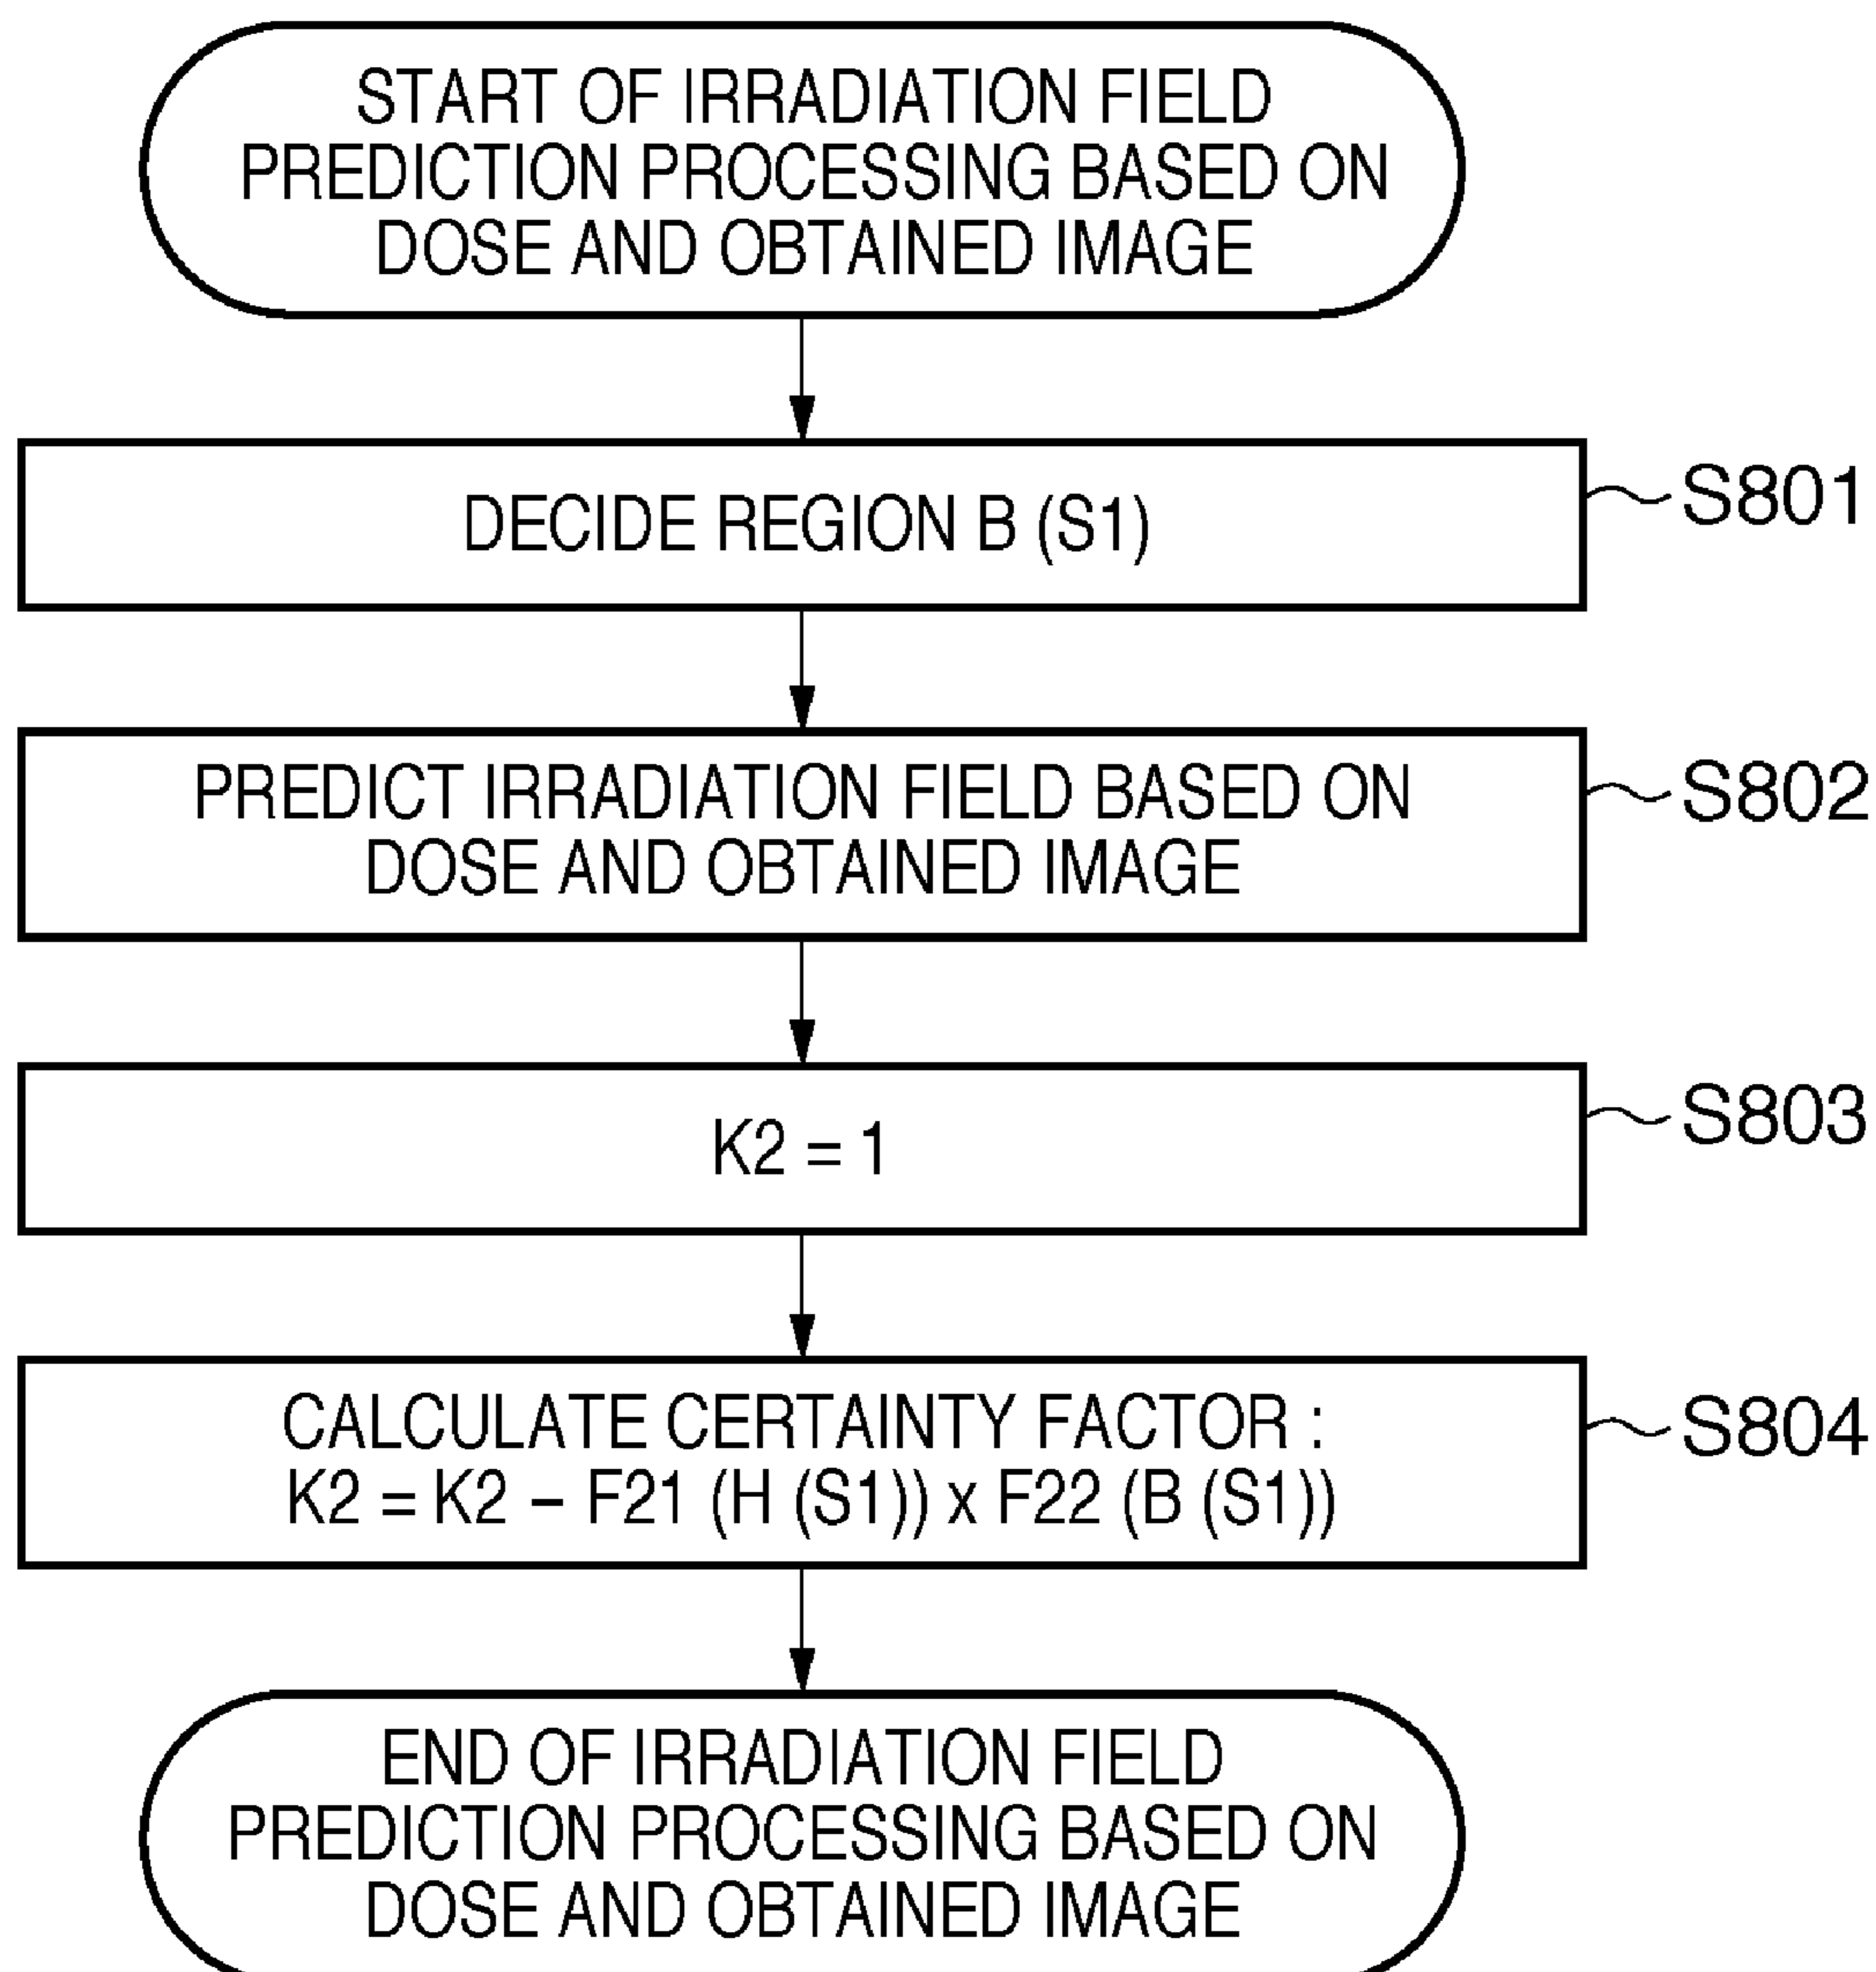 START OF IRRADIATION FIELD
PREDICTION PROCESSING BASED ON
DOSE AND OBTAINED IMAGE
DECIDE REGION B (S1)
S801
PREDICT IRRADIATION FIELD BASED ON
DOSE AND OBTAINED IMAGE
S802
K2 = 1
S803
CALCULATE CERTAINTY FACTOR :
K2 = K2 – F21 (H (S1)) x F22 (B (S1))
S804
END OF IRRADIATION FIELD
PREDICTION PROCESSING BASED ON
DOSE AND OBTAINED IMAGE